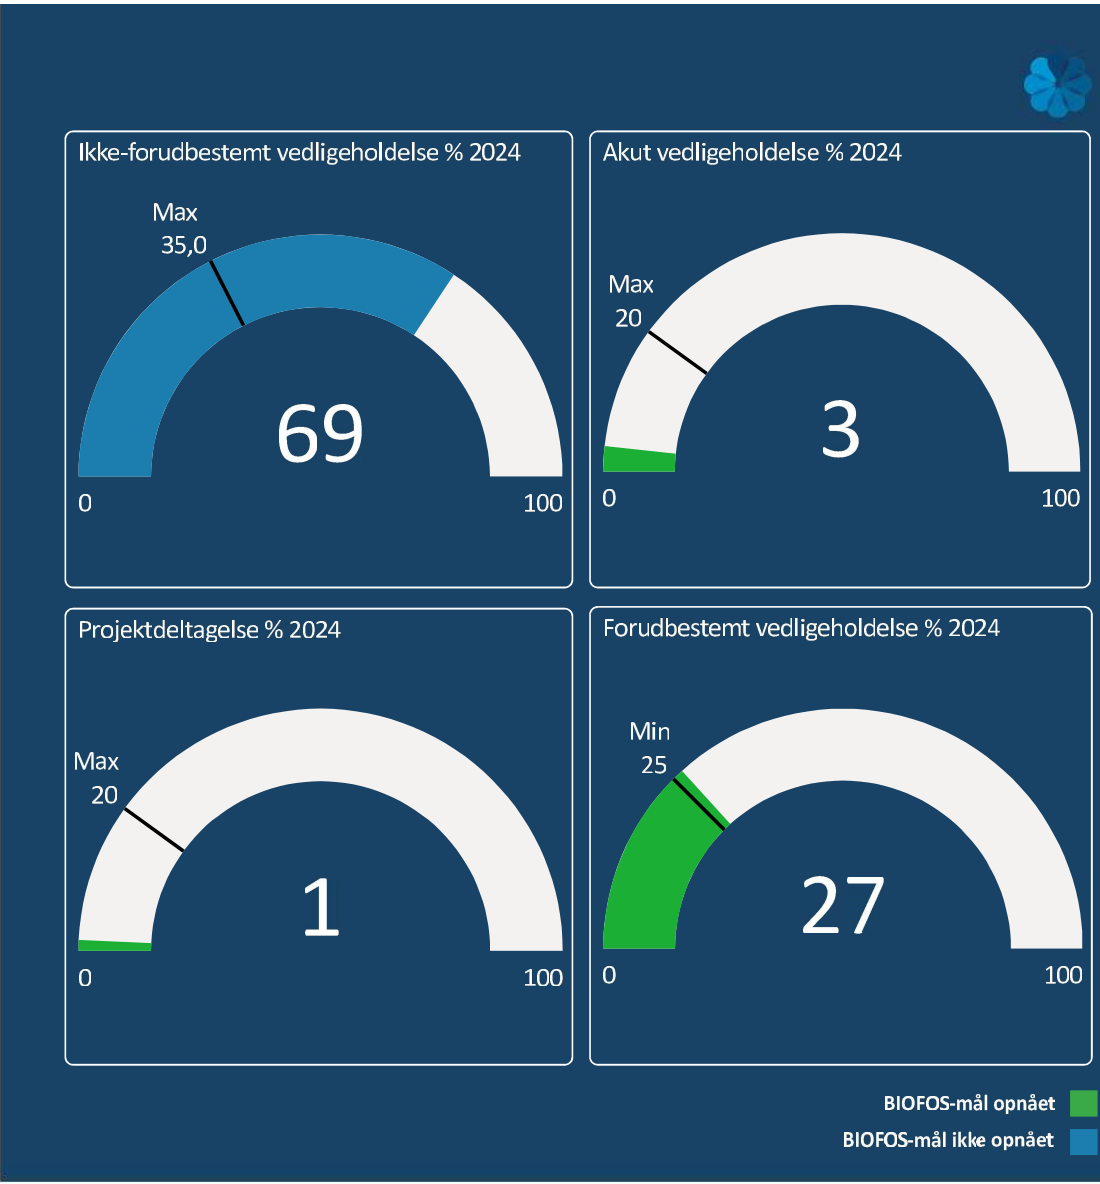 Ikke-forudbestemt vedligeholdelse % 2024
Max
35,0
69
0
100
Akut vedligeholdelse % 2024
Max
20
3
0
100
Projektdeltagelse % 2024
Max
20
1
0
100
Forudbestemt vedligeholdelse % 2024
Min
25
27
0
100
BIOFOS-mål opnået
BIOFOS-mål ikke opnået